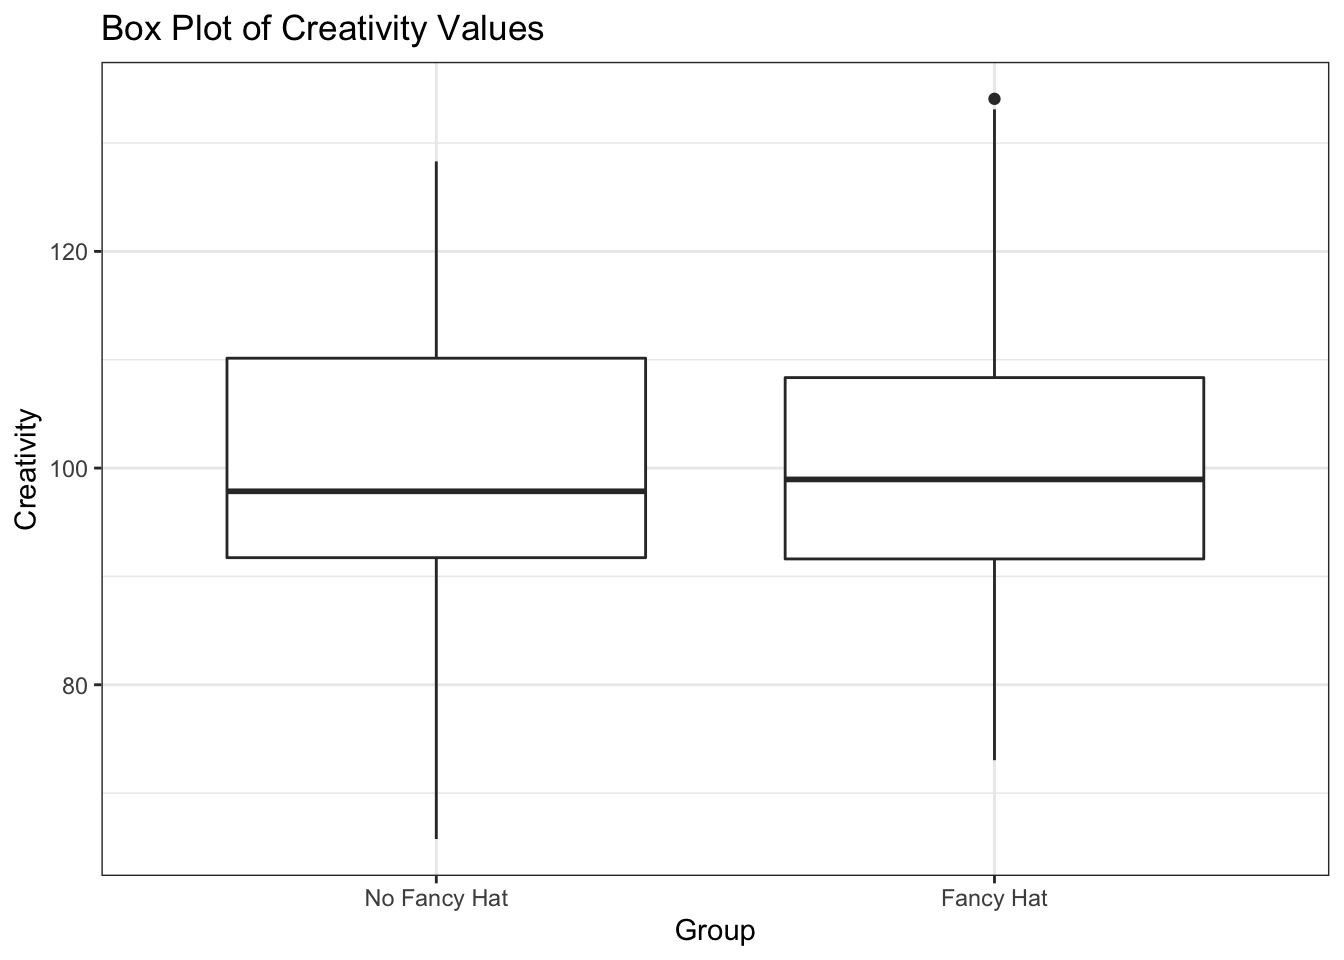 Box Plot of Creativity Values
Creativity
120
100
80
No Fancy Hat
Fancy Hat
Group